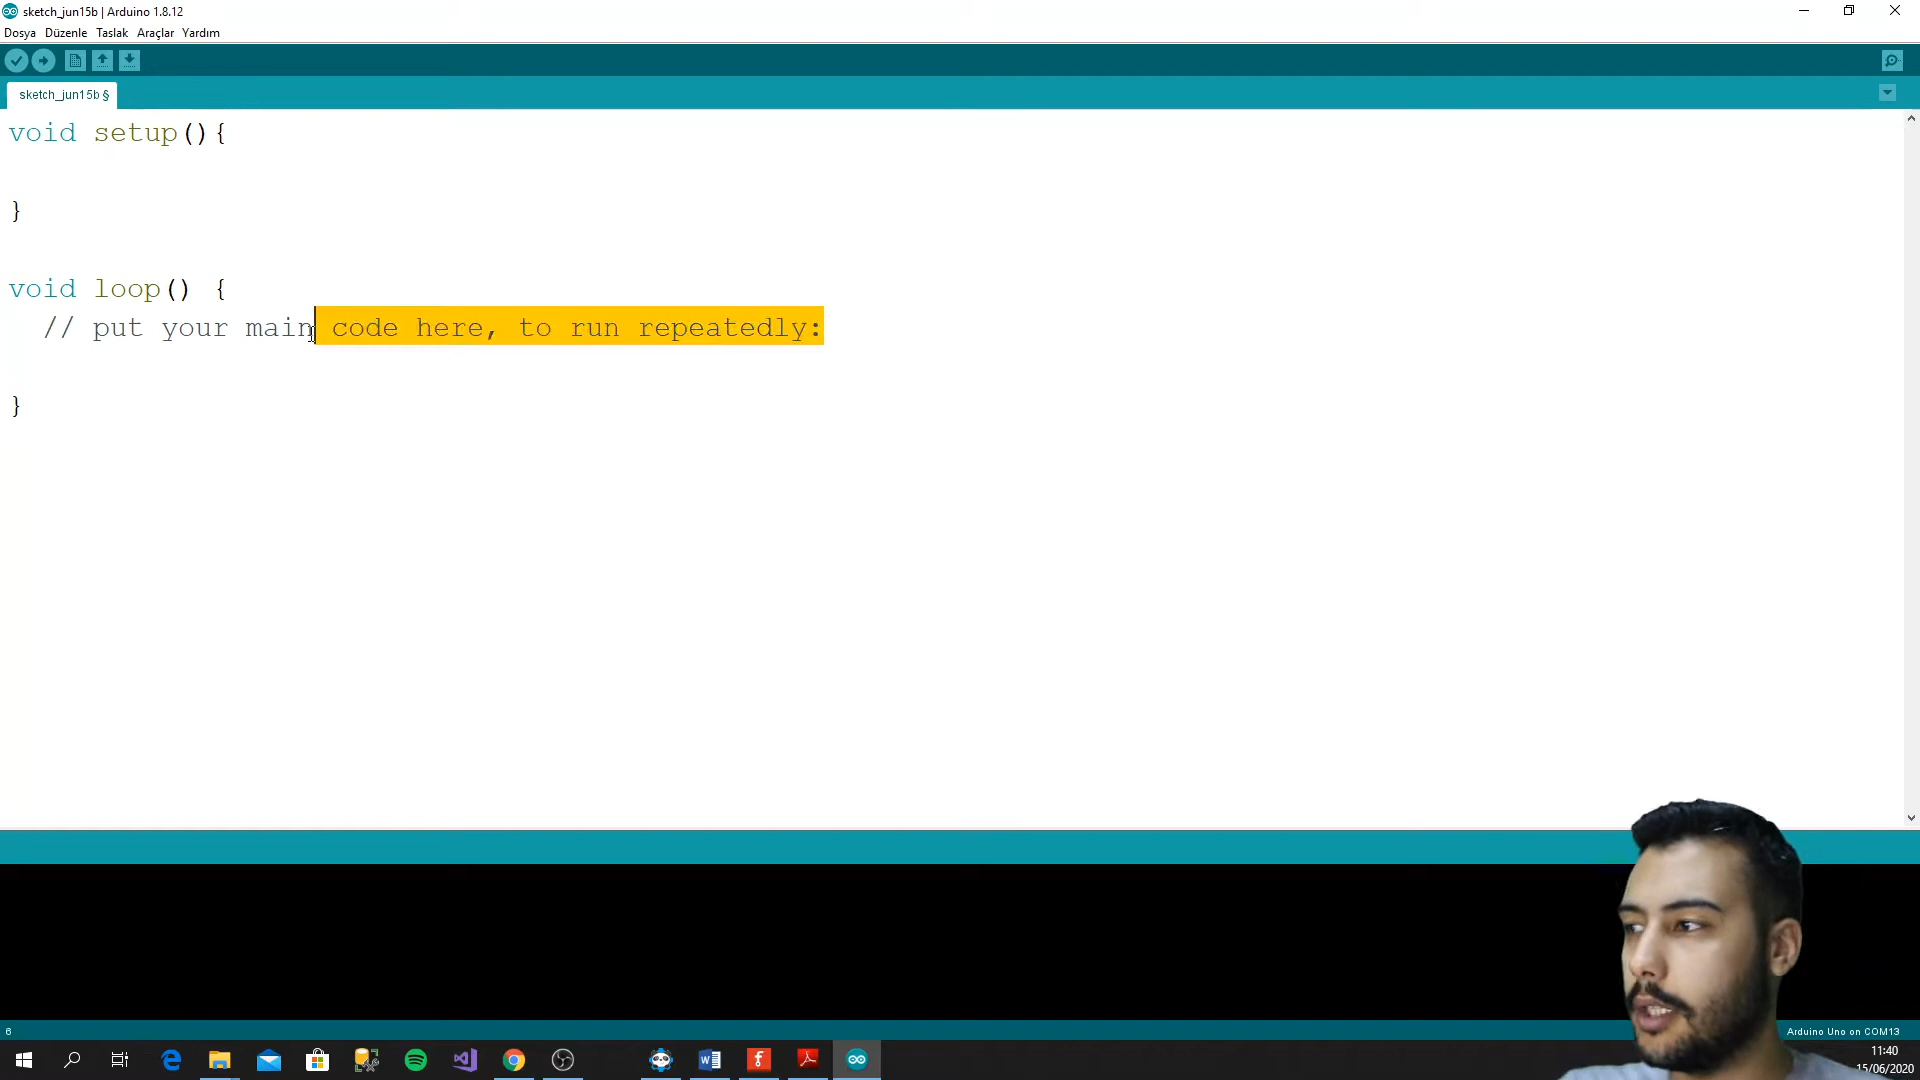 sketch_jun15b | Arduino 1.8.12
Dosya Düzenle Taslak Araçlar Yardım
sketch_jun15b §
void setup(){
}
void loop() {
// put your main code here, to run repeatedly:
}
6
Arduino Uno on COM13
11:40
15/06/2020